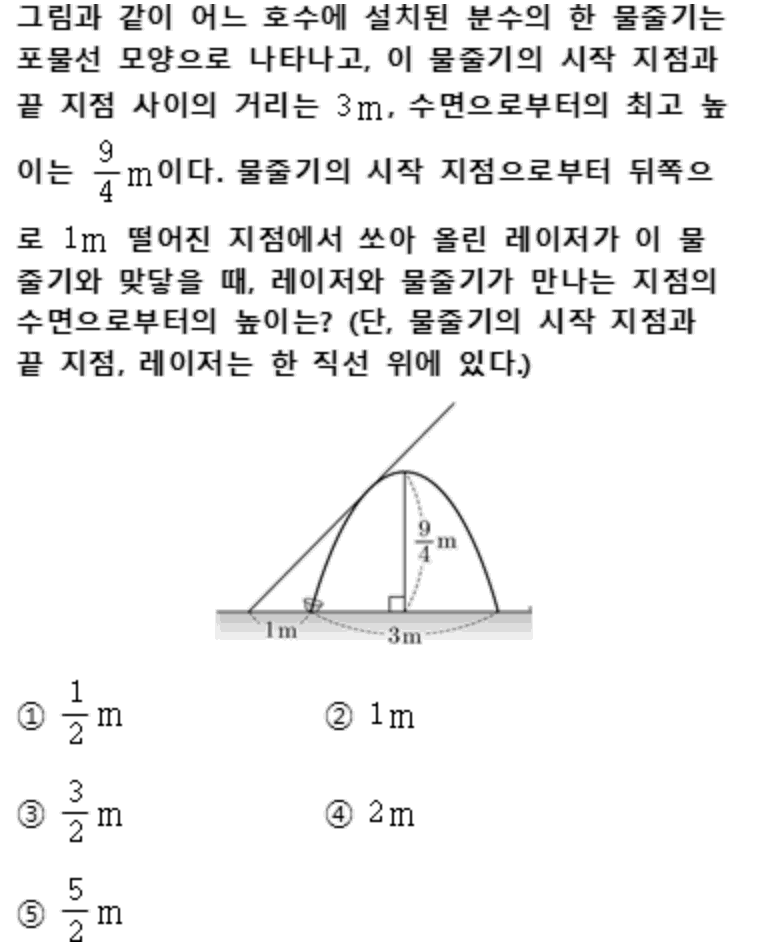 그림과 같이 어느 호수에 설치된 분수의 한 물줄기는
포물선 모양으로 나타나고, 이 물줄기의 시작 지점과
끝 지점 사이의 거리는 3m, 수면으로부터의 최고 높
이는 9/4 m이다. 물줄기의 시작 지점으로부터 뒤쪽으
로 1m 떨어진 지점에서 쏘아 올린 레이저가 이 물
줄기와 맞닿을 때, 레이저와 물줄기가 만나는 지점의
수면으로부터의 높이는? (단, 물줄기의 시작 지점과
끝 지점, 레이저는 한 직선 위에 있다.)
9/4 m
1m 3m
① 1/2 m ② 1m
③ 3/2 m ④ 2m
⑤ 5/2 m